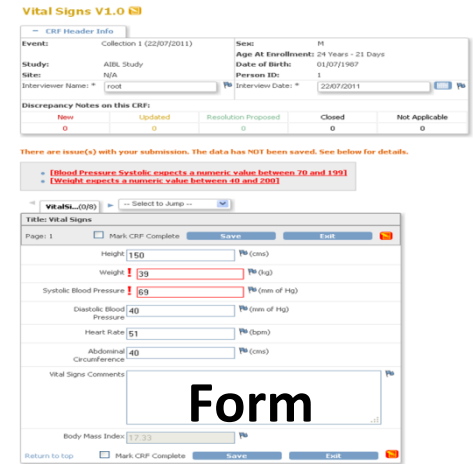 Vital Signs V1.0
− CRF Header Info
Event: Collection 1 (22/07/2011) Sex: M
Age At Enrollment: 24 Years - 21 Days
Study: AIBL Study Date of Birth: 01/07/1987
Site: N/A Person ID: 1
Interviewer Name: * root Interview Date: * 22/07/2011
Discrepancy Notes on this CRF:
New Updated Resolution Proposed Closed Not Applicable
0 0 0 0 0
There are issue(s) with your submission. The data has NOT been saved. See below for details.
[Blood Pressure Systolic expects a numeric value between 70 and 199]
[Weight expects a numeric value between 40 and 200]
VitalSi...(0/8) -- Select to Jump --
Title: Vital Signs
Page: 1 Mark CRF Complete Save Exit
Height 150 (cms)
Weight ! 39 (kg)
Systolic Blood Pressure ! 69 (mm of Hg)
Diastolic Blood 40 (mm of Hg)
Pressure
Heart Rate 51 (bpm)
Abdominal 40 (cms)
Circumference
Vital Signs Comments
Form
Body Mass Index 17.33
Return to top Mark CRF Complete Save Exit